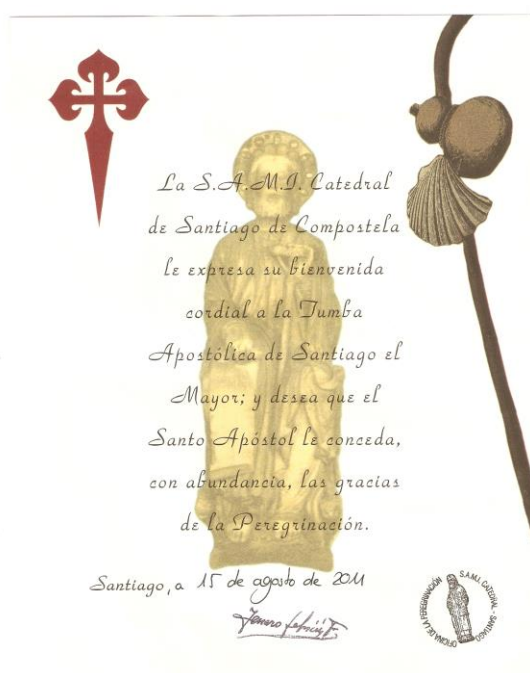 La S.A.M.I. Catedral
de Santiago de Compostela
le expresa su bienvenida
cordial a la Tumba
Apostólica de Santiago el
Mayor; y desea que el
Santo Apóstol le conceda,
con abundancia, las gracias
de la Peregrinación.
Santiago, a 15 de agosto de 2011
OFICINA DE LA PEREGRINACIÓN S.A.M.I. CATEDRAL - SANTIAGO